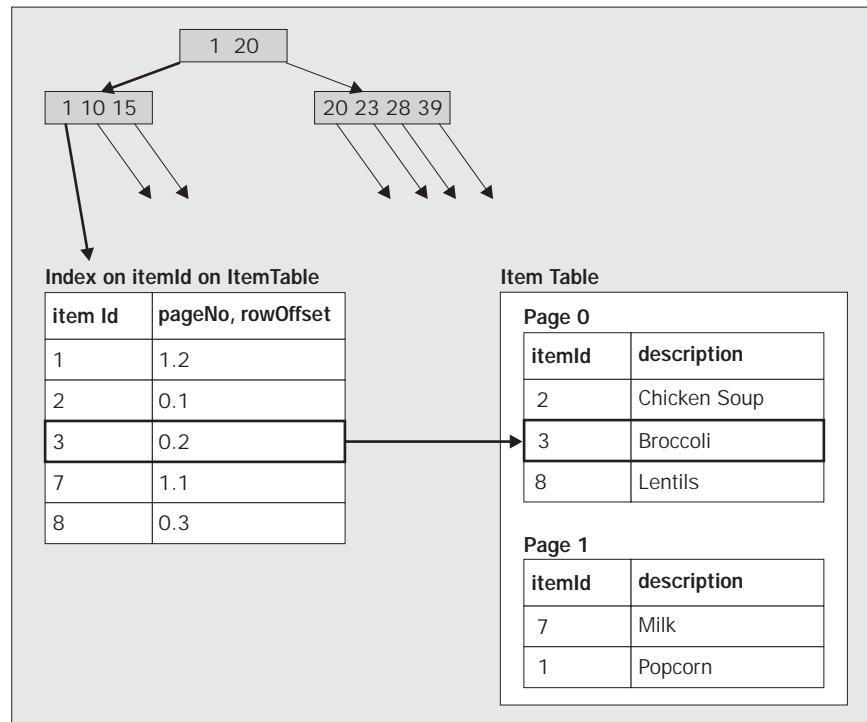 1 20
1 10 15
20 23 28 39
Index on itemId on ItemTable
item Id pageNo, rowOffset
1 1.2
2 0.1
3 0.2
7 1.1
8 0.3
Item Table
Page 0
itemId description
2 Chicken Soup
3 Broccoli
8 Lentils
Page 1
itemId description
7 Milk
1 Popcorn